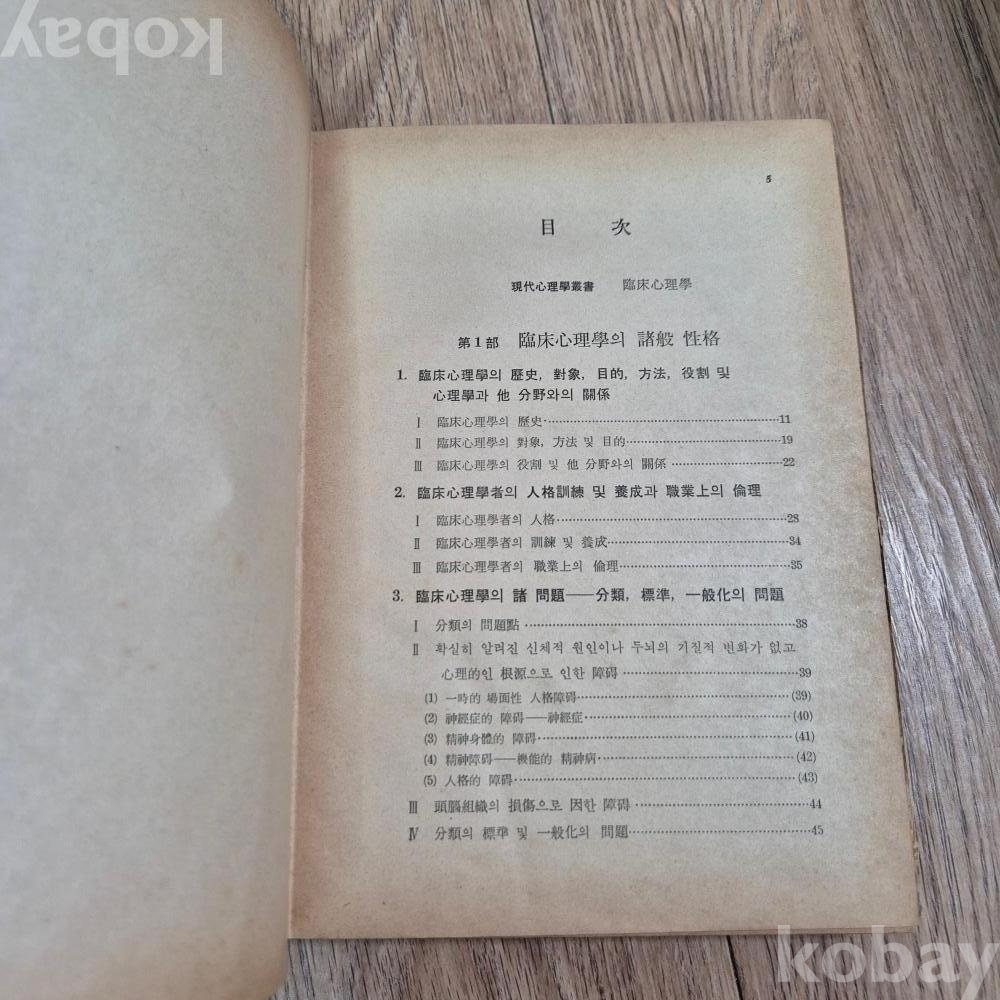 kobay
5
目 次
現代心理學叢書 臨床心理學
第1部 臨床心理學의 諸般 性格
1. 臨床心理學의 歷史, 對象, 目的, 方法, 役割 및
心理學과 他 分野와의 關係
Ⅰ 臨床心理學의 歷史……………………11
Ⅱ 臨床心理學의 對象, 方法 및 目的……………………19
Ⅲ 臨床心理學의 役割 및 他 分野와의 關係……………………22
2. 臨床心理學者의 人格訓練 및 養成과 職業上의 倫理
Ⅰ 臨床心理學者의 人格……………………28
Ⅱ 臨床心理學者의 訓練 및 養成……………………34
Ⅲ 臨床心理學者의 職業上의 倫理……………………35
3. 臨床心理學의 諸 問題──分類, 標準, 一般化의 問題
Ⅰ 分類의 問題點……………………38
Ⅱ 확실히 알려진 신체적 원인이나 두뇌의 기질적 변화가 없고
心理的인 根源으로 인한 障碍……………………39
(1) 一時的 場面性 人格障碍……………………(39)
(2) 神經症的 障碍──神經症……………………(40)
(3) 精神身體的 障碍……………………(41)
(4) 精神障碍──機能的 精神病……………………(42)
(5) 人格的 障碍……………………(43)
Ⅲ 頭腦組織의 損傷으로 因한 障碍……………………44
Ⅳ 分類의 標準 및 一般化의 問題……………………45
kobay